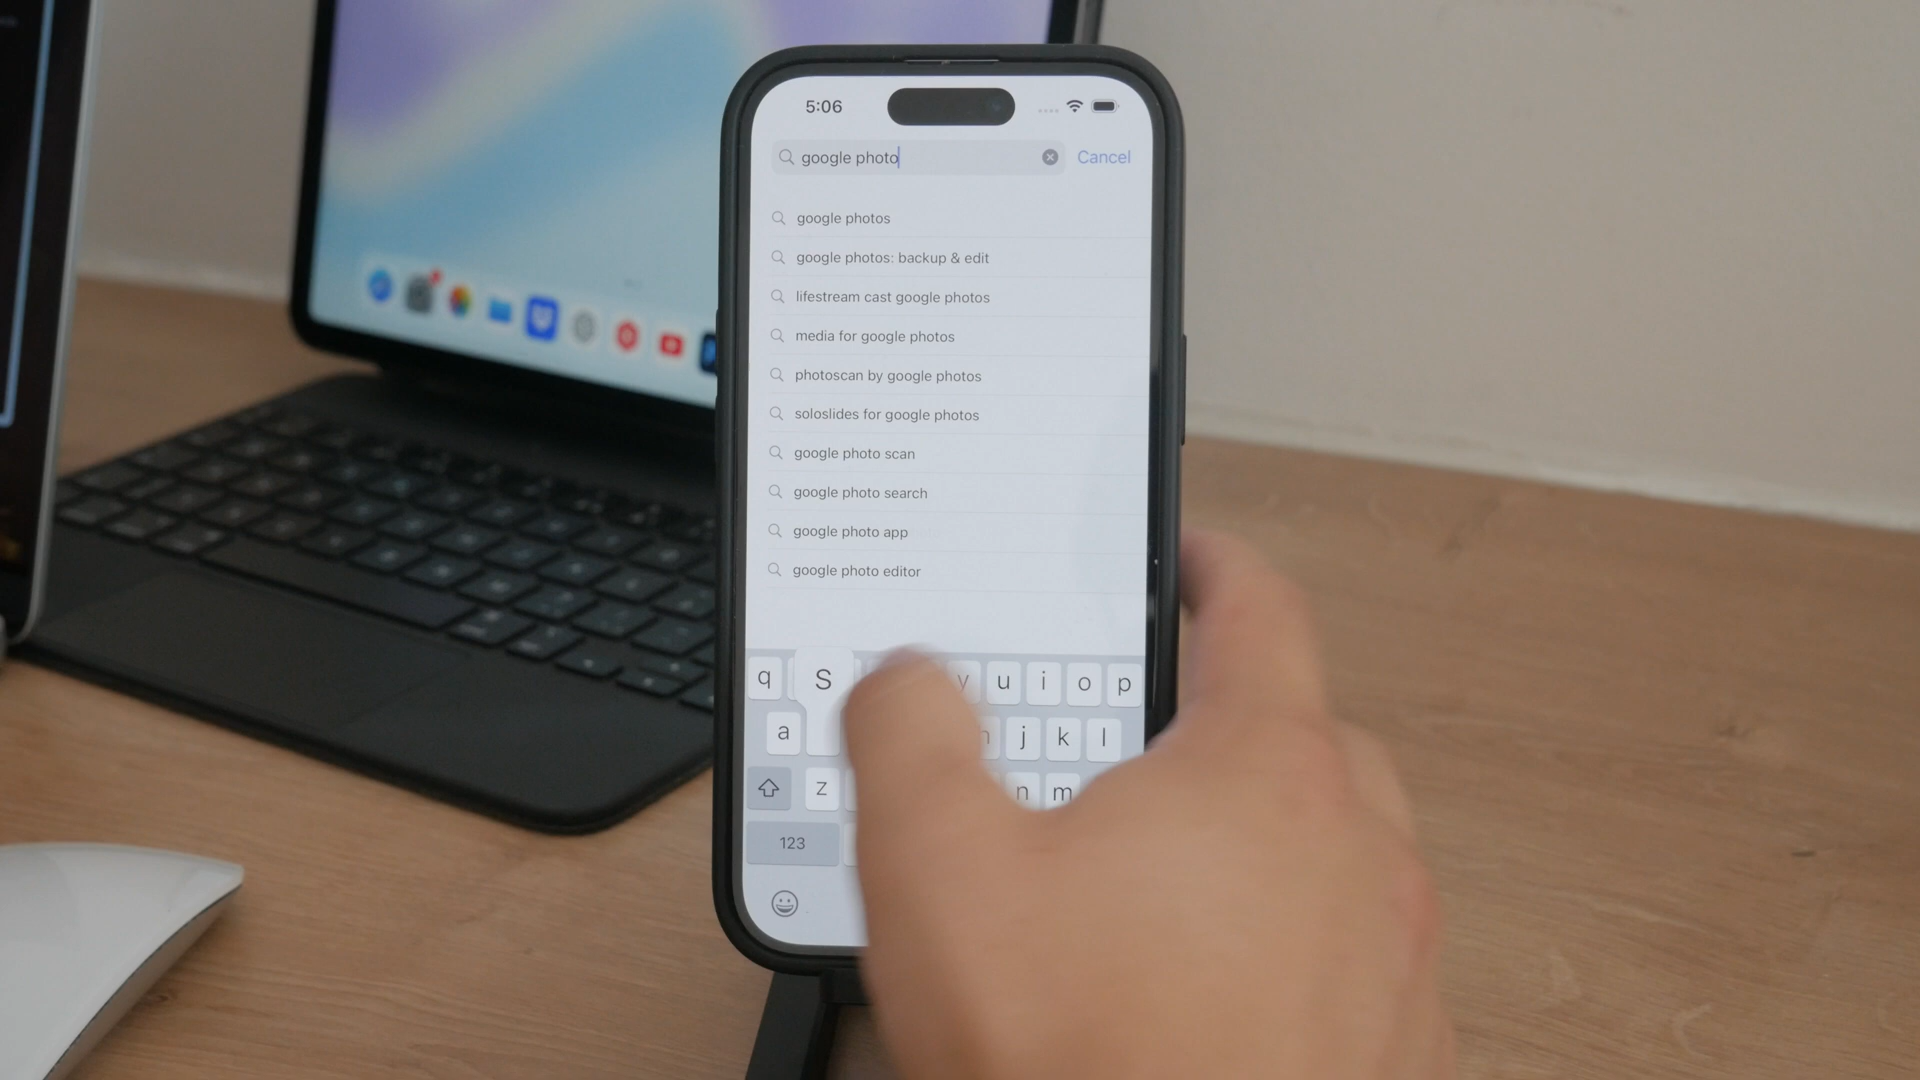 5:06
google photo
Cancel
google photos
google photos: backup & edit
lifestream cast google photos
media for google photos
photoscan by google photos
soloslides for google photos
google photo scan
google photo search
google photo app
google photo editor
q S y u i o p
a j k l
z n m
123